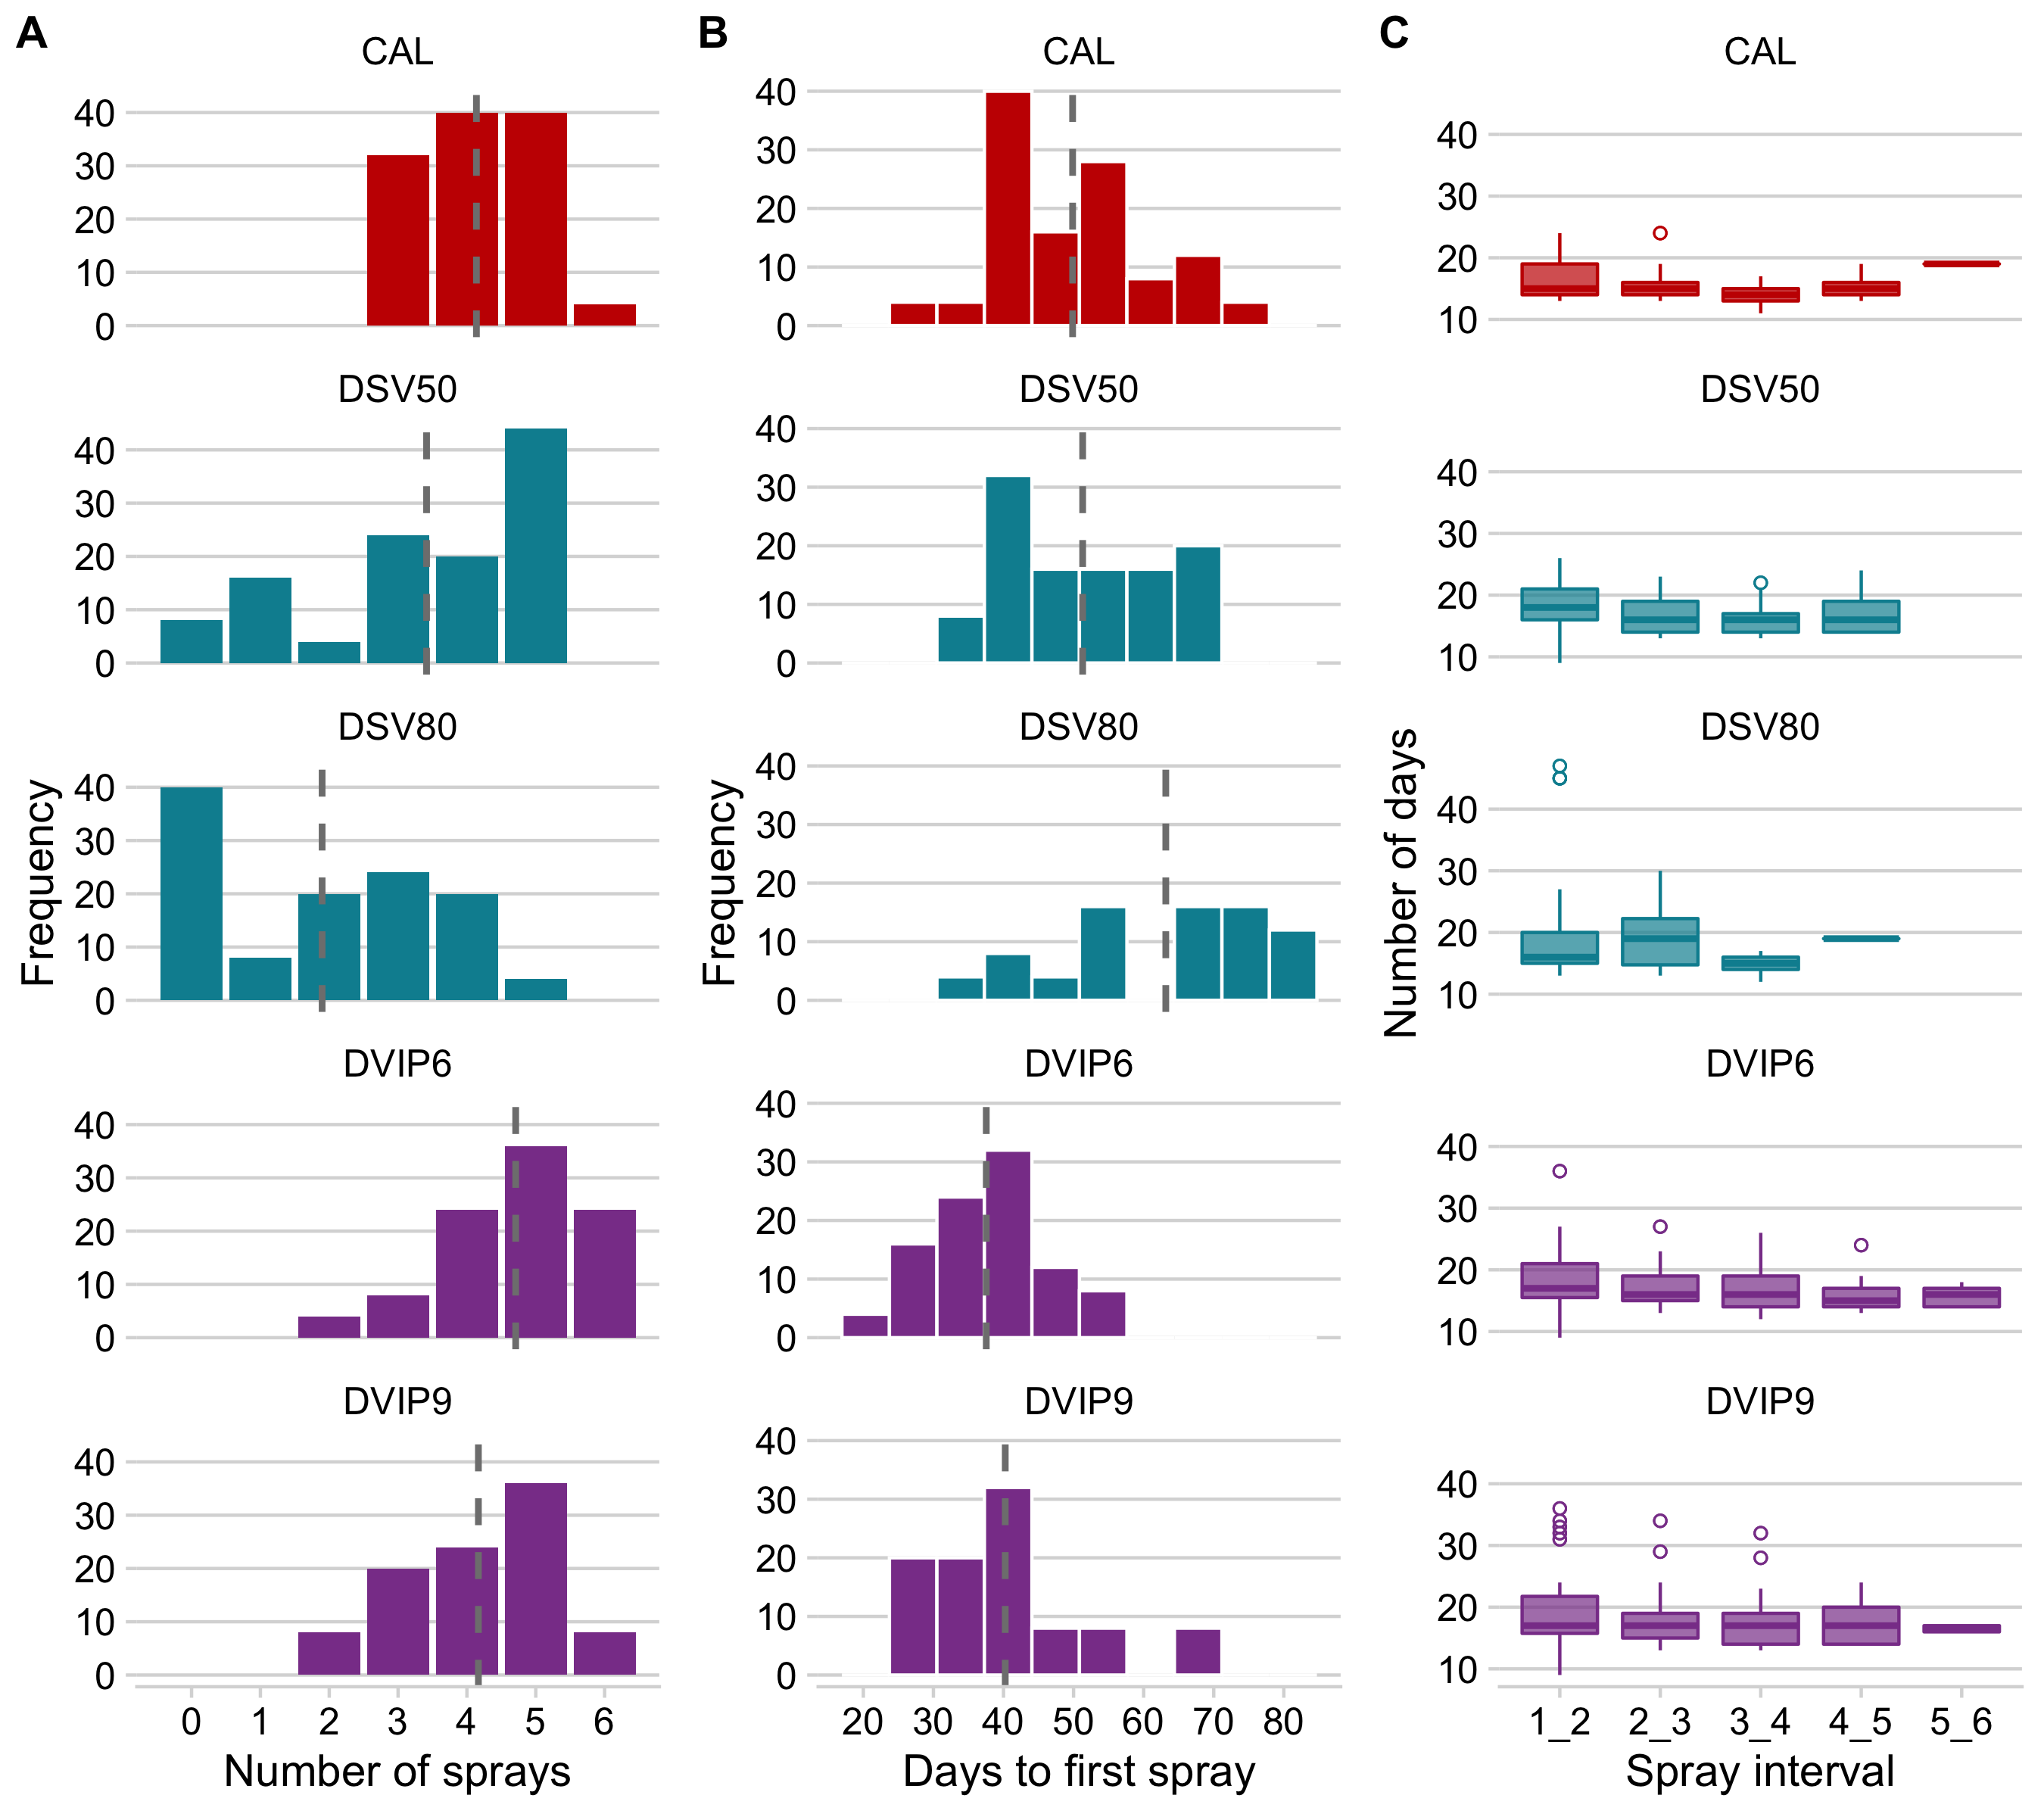 A
CAL
40
30
20
10
0
DSV50
40
30
20
10
0
DSV80
40
30
20
10
0
DVIP6
40
30
20
10
0
DVIP9
40
30
20
10
0
0 1 2 3 4 5 6
Number of sprays
Frequency
B
CAL
40
30
20
10
0
DSV50
40
30
20
10
0
DSV80
40
30
20
10
0
DVIP6
40
30
20
10
0
DVIP9
40
30
20
10
0
20 30 40 50 60 70 80
Days to first spray
Frequency
C
CAL
40
30
20
10
DSV50
40
30
20
10
DSV80
40
30
20
10
DVIP6
40
30
20
10
DVIP9
40
30
20
10
1_2 2_3 3_4 4_5 5_6
Spray interval
Number of days